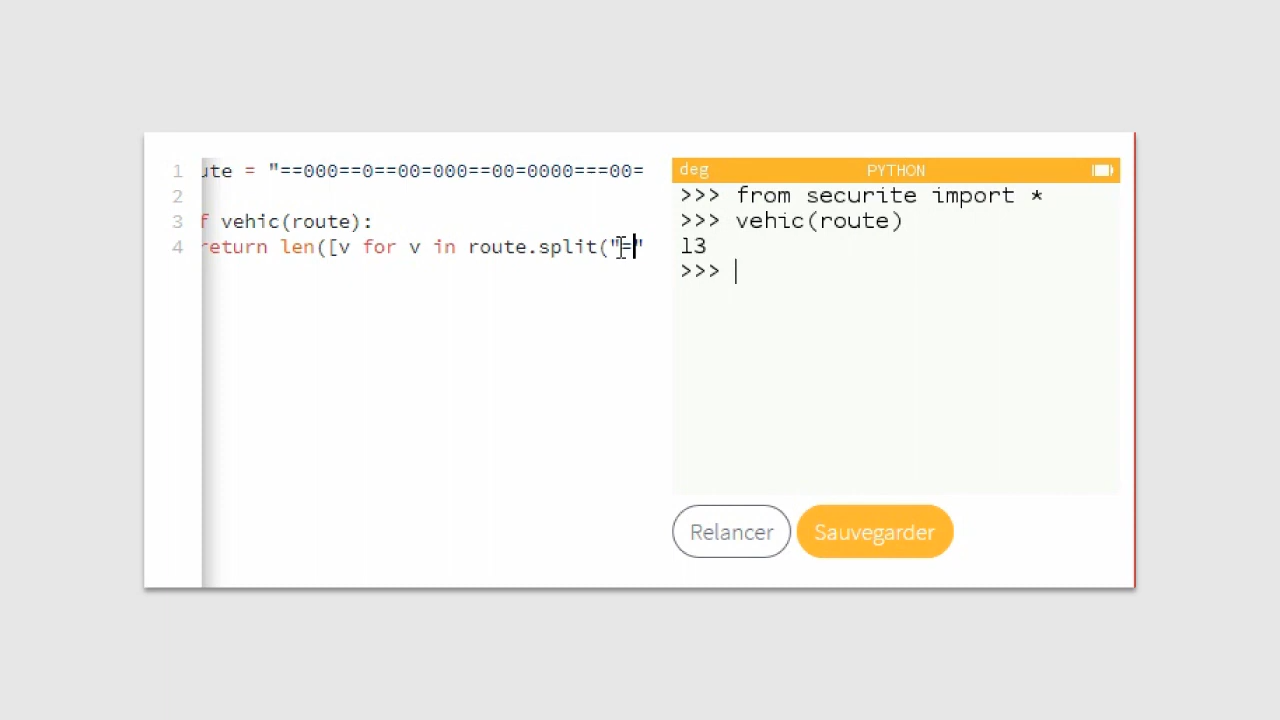 1 ute = "==000==0==00=000==00=0000===00=
2
3 f vehic(route):
4 return len([v for v in route.split("="
deg PYTHON
>>> from securite import *
>>> vehic(route)
13
>>>
Relancer Sauvegarder